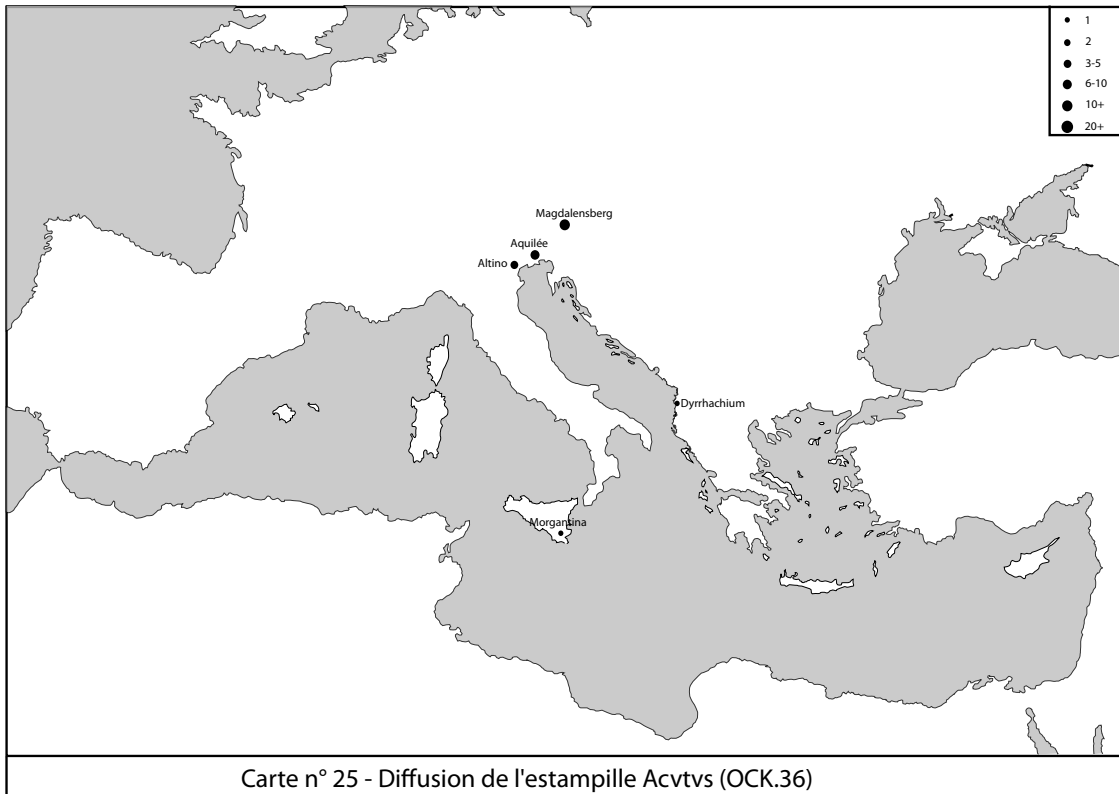 1
2
3-5
6-10
10+
20+
Magdalensberg
Aquilée
Altino
Dyrrhachium
Morgantina
Carte n° 25 - Diffusion de l'estampille Acvtvs (OCK.36)